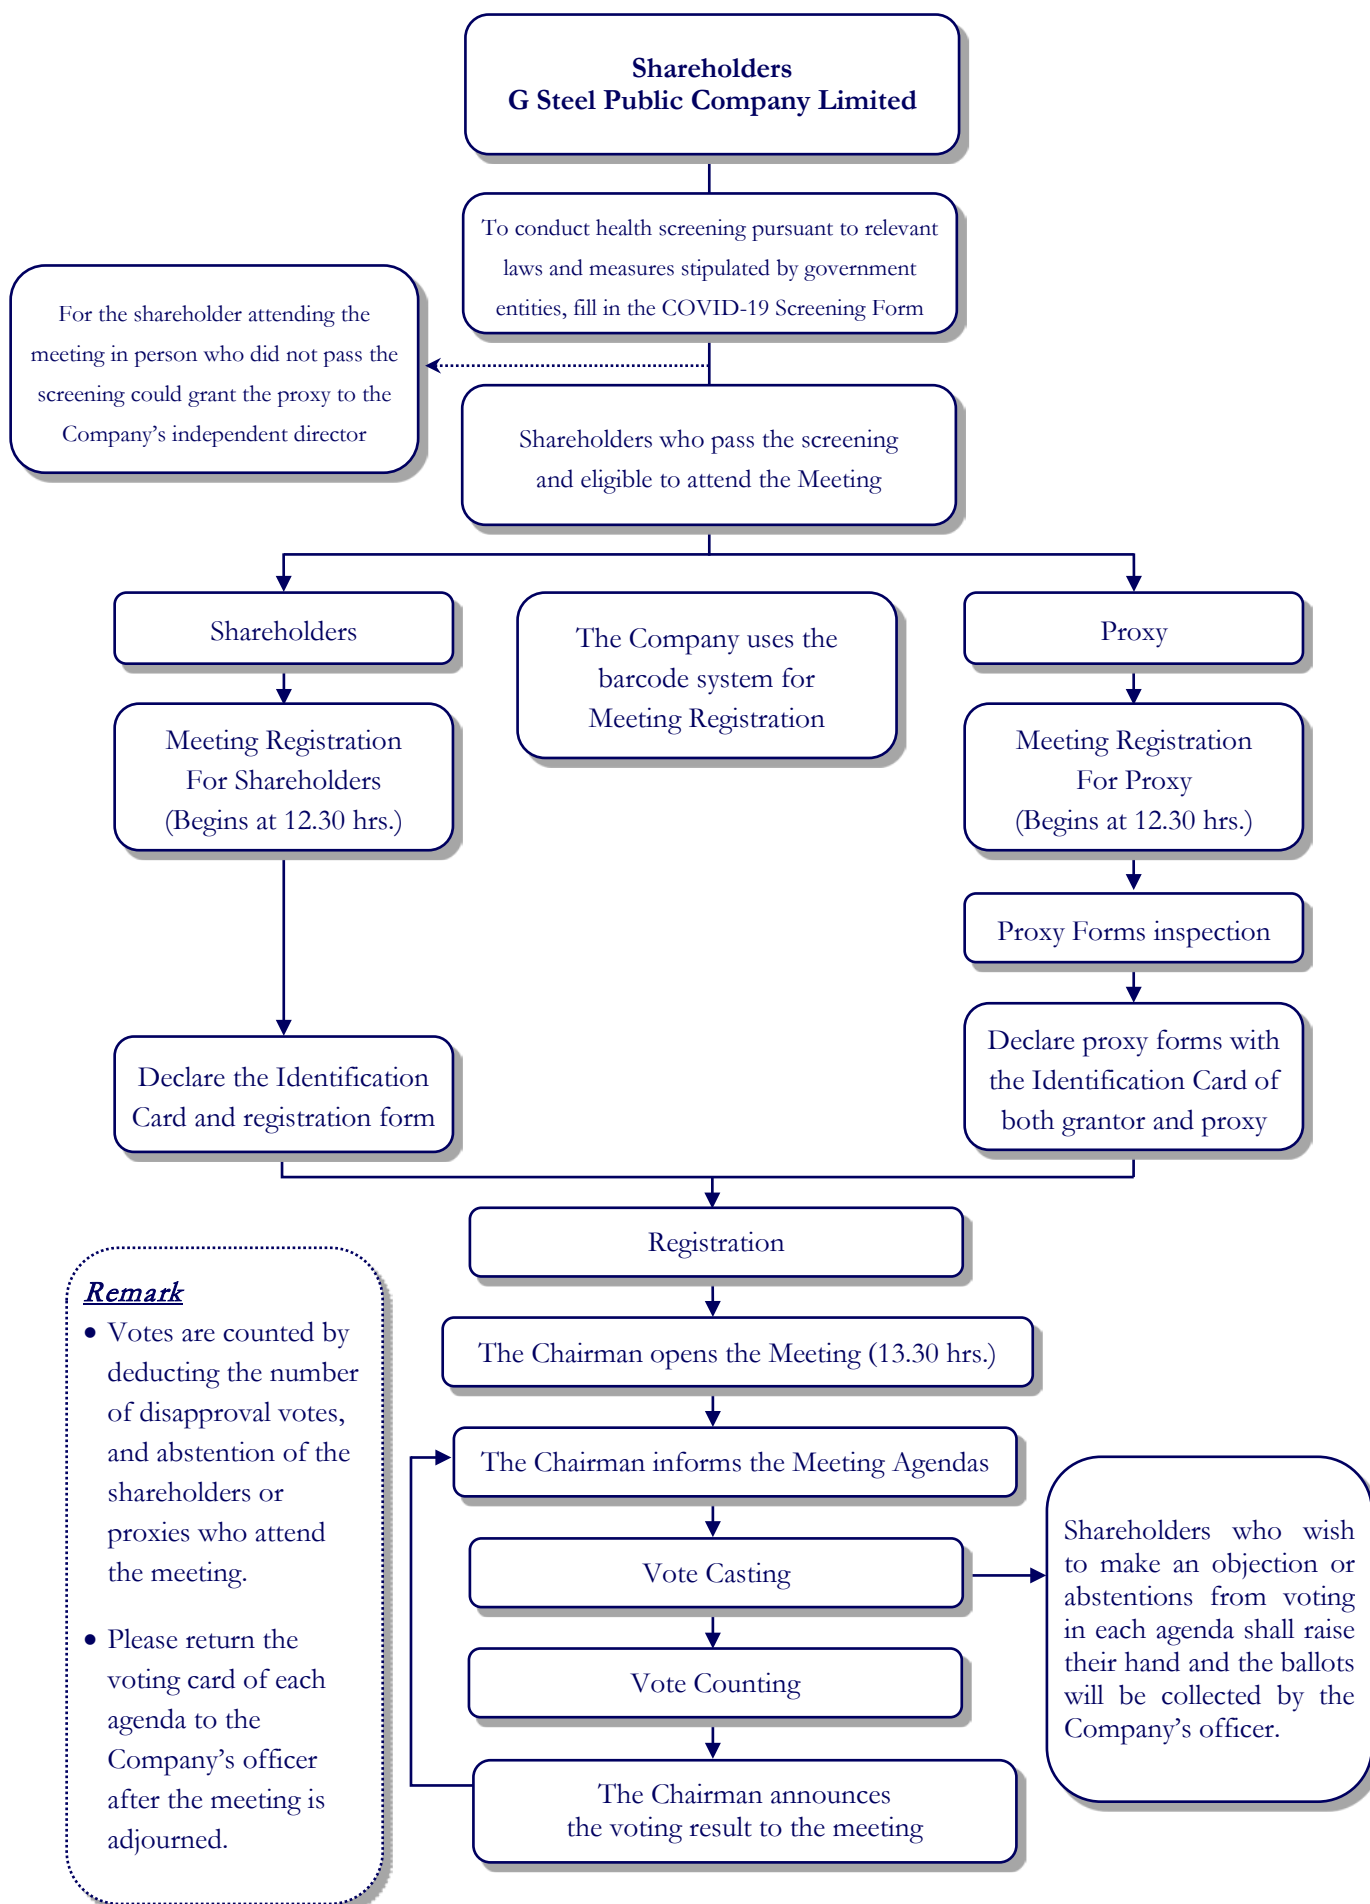 Shareholders
G Steel Public Company Limited
To conduct health screening pursuant to relevant
laws and measures stipulated by government
entities, fill in the COVID-19 Screening Form
For the shareholder attending the
meeting in person who did not pass the
screening could grant the proxy to the
Company’s independent director
Shareholders who pass the screening
and eligible to attend the Meeting
Shareholders
The Company uses the
barcode system for
Meeting Registration
Proxy
Meeting Registration
For Shareholders
(Begins at 12.30 hrs.)
Meeting Registration
For Proxy
(Begins at 12.30 hrs.)
Proxy Forms inspection
Declare the Identification
Card and registration form
Declare proxy forms with
the Identification Card of
both grantor and proxy
Registration
Remark
• Votes are counted by
deducting the number
of disapproval votes,
and abstention of the
shareholders or
proxies who attend
the meeting.
• Please return the
voting card of each
agenda to the
Company’s officer
after the meeting is
adjourned.
The Chairman opens the Meeting (13.30 hrs.)
The Chairman informs the Meeting Agendas
Vote Casting
Shareholders who wish
to make an objection or
abstentions from voting
in each agenda shall raise
their hand and the ballots
will be collected by the
Company’s officer.
Vote Counting
The Chairman announces
the voting result to the meeting